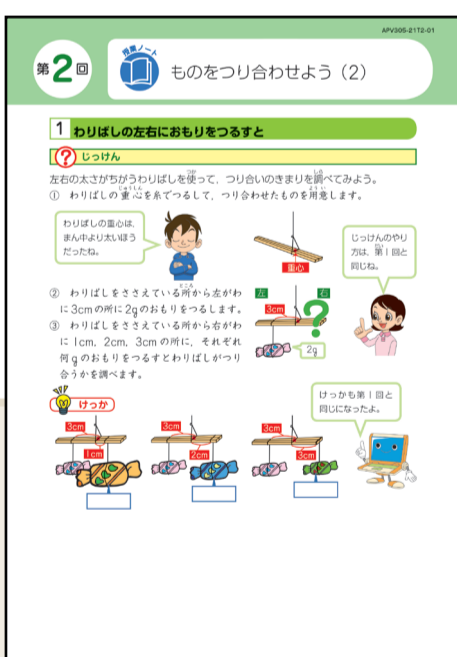 APV305-21T2-01
第2回
授業ノート
ものをつり合わせよう（2）
1 わりばしの左右におもりをつるすと
? じっけん
左右の太さがちがうわりばしを使って，つり合いのきまりを調べてみよう。
① わりばしの重心を糸でつるして，つり合わせたものを用意します。
わりばしの重心は，
まん中より太いほう
だったね。
重心
じっけんのやり
方は，第1回と
同じね。
② わりばしをささえている所から左がわ
に3cmの所に2gのおもりをつるします。
③ わりばしをささえている所から右がわ
に1cm，2cm，3cmの所に，それぞれ
何gのおもりをつるすとわりばしがつり
合うかを調べます。
左
右
3cm
?
2g
けっか
けっかも第1回と
同じになったよ。
3cm
1cm
3cm
2cm
3cm
3cm